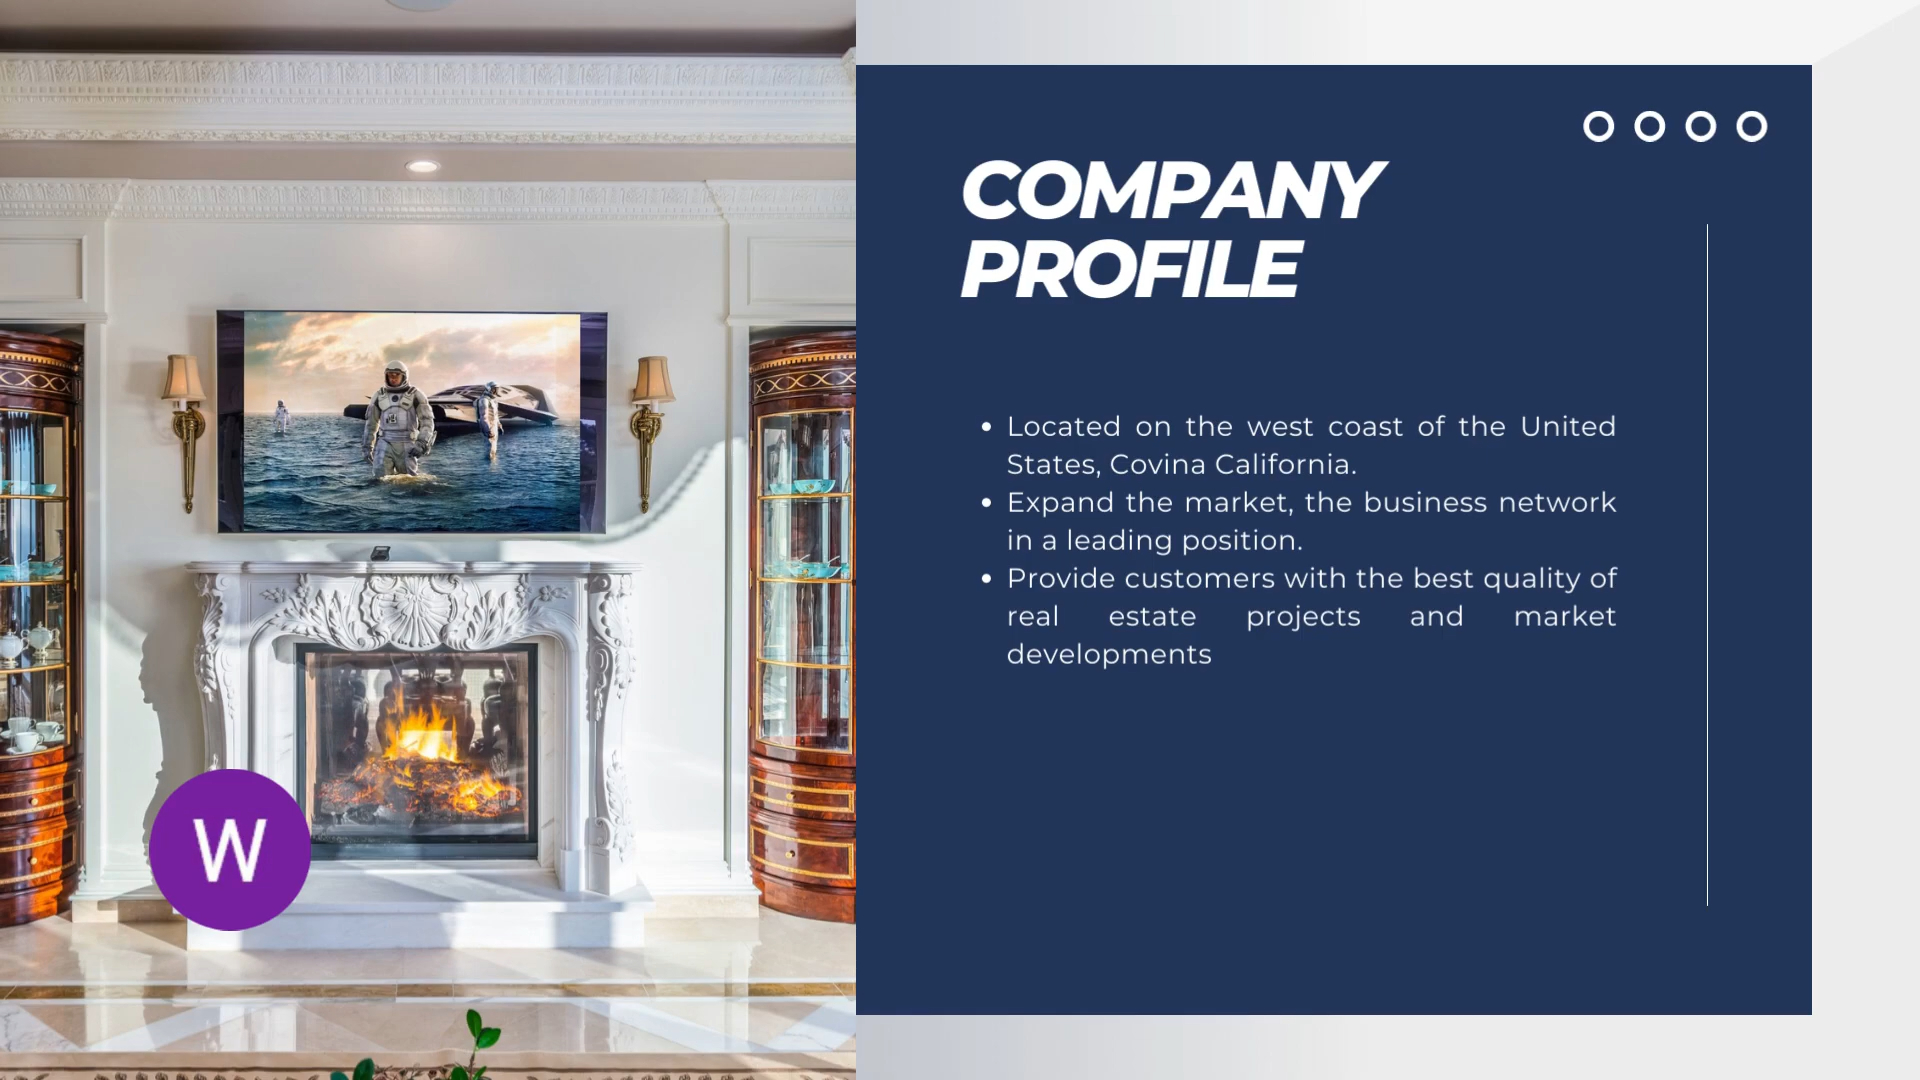 COMPANY
PROFILE
• Located on the west coast of the United
States, Covina California.
• Expand the market, the business network
in a leading position.
• Provide customers with the best quality of
real estate projects and market
developments
W